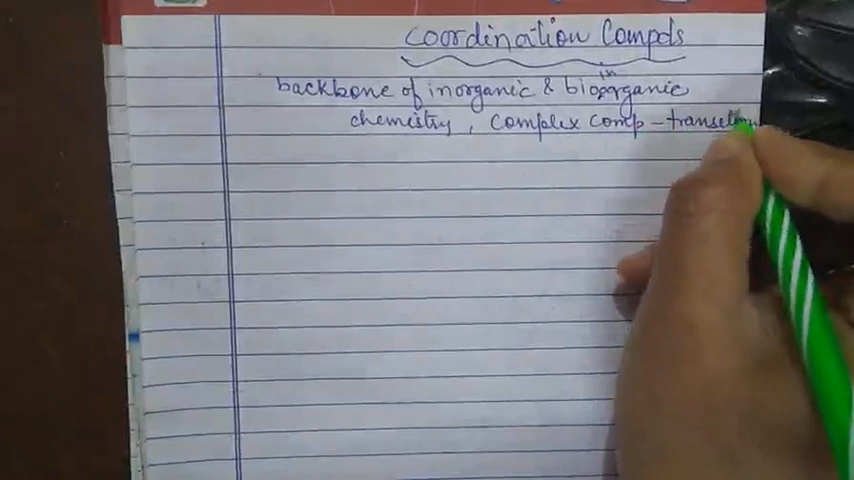 Coordination Compds
backbone of inorganic & bioinorganic
chemistry, Complex comp -